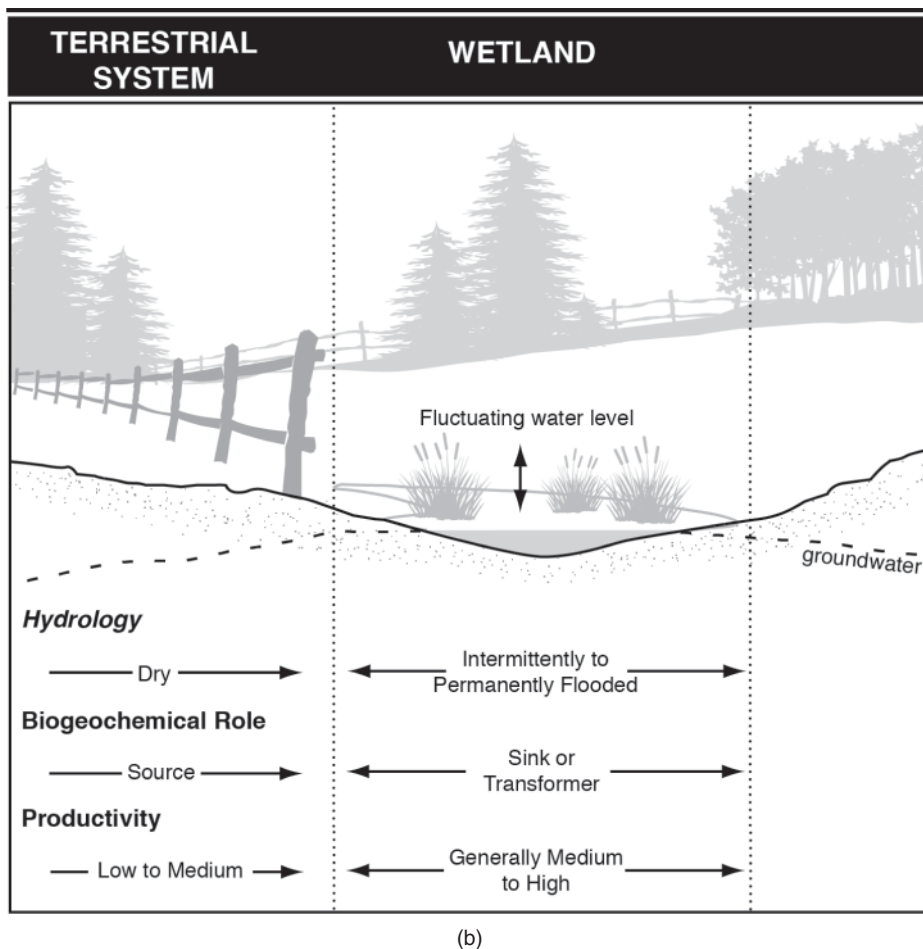 TERRESTRIAL
SYSTEM
WETLAND
Fluctuating water level
groundwater
Hydrology
Dry
Intermittently to
Permanently Flooded
Biogeochemical Role
Source
Sink or
Transformer
Productivity
Low to Medium
Generally Medium
to High
(b)